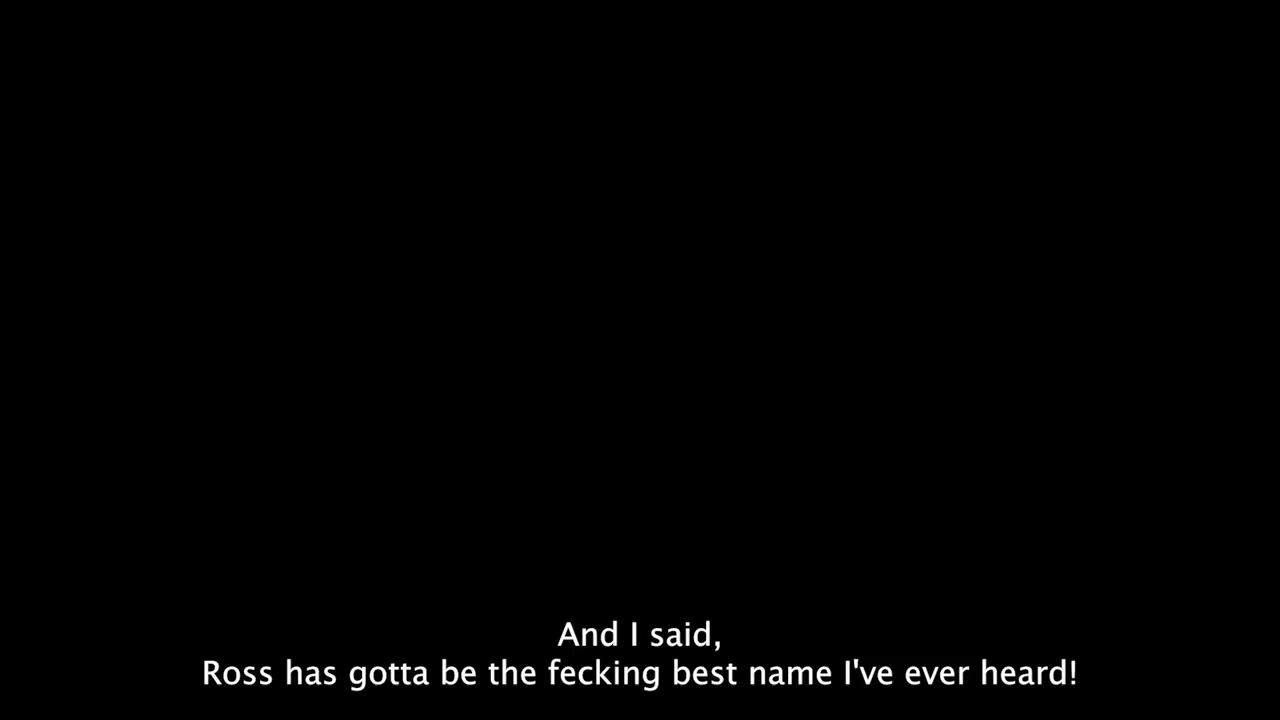 And I said,
Ross has gotta be the fecking best name I've ever heard!